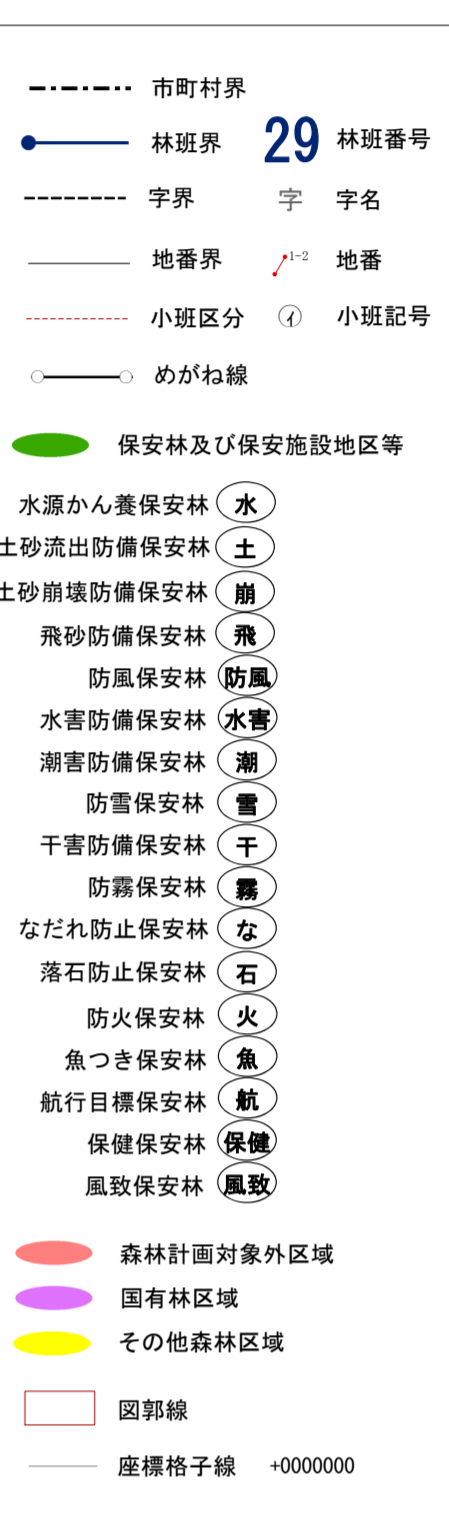 市町村界
林班界 29 林班番号
字界 字 字名
地番界 1-2 地番
小班区分 ㋑ 小班記号
めがね線
保安林及び保安施設地区等
水源かん養保安林 水
土砂流出防備保安林 土
土砂崩壊防備保安林 崩
飛砂防備保安林 飛
防風保安林 防風
水害防備保安林 水害
潮害防備保安林 潮
防雪保安林 雪
干害防備保安林 干
防霧保安林 霧
なだれ防止保安林 な
落石防止保安林 石
防火保安林 火
魚つき保安林 魚
航行目標保安林 航
保健保安林 保健
風致保安林 風致
森林計画対象外区域
国有林区域
その他森林区域
図郭線
座標格子線 +0000000